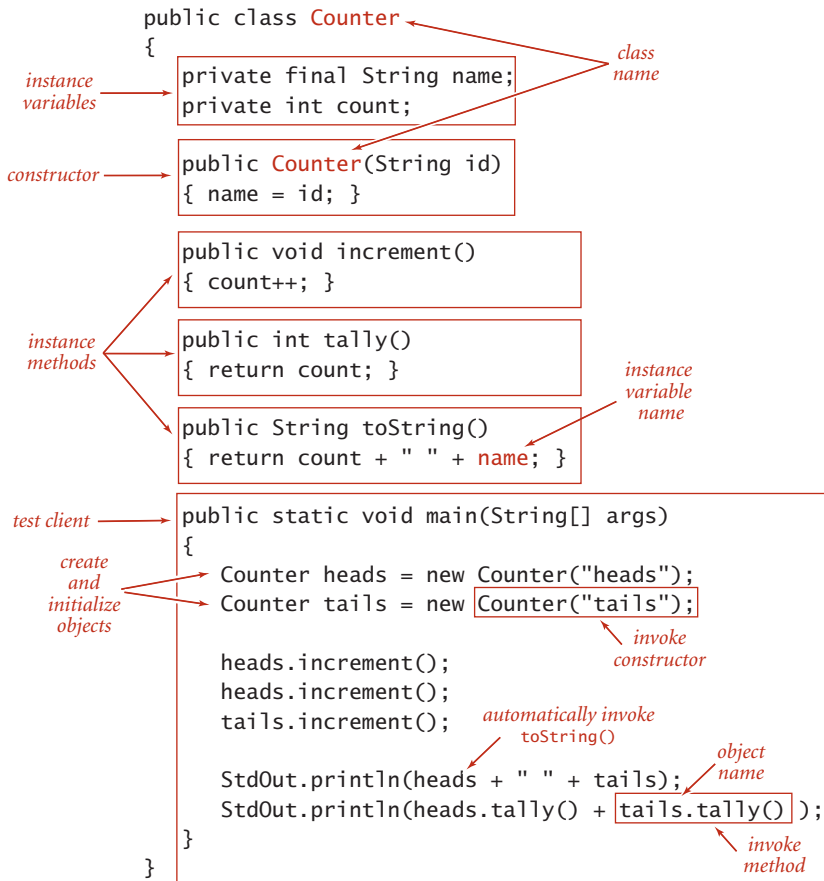 public class Counter
{
class
name
instance
variables
private final String name;
private int count;
constructor
public Counter(String id)
{ name = id; }
public void increment()
{ count++; }
instance
methods
public int tally()
{ return count; }
instance
variable
name
public String toString()
{ return count + " " + name; }
test client
public static void main(String[] args)
{
create
and
initialize
objects
Counter heads = new Counter("heads");
Counter tails = new Counter("tails");
invoke
constructor
heads.increment();
heads.increment();
tails.increment();
automatically invoke
toString()
object
name
StdOut.println(heads + " " + tails);
StdOut.println(heads.tally() + tails.tally() );
invoke
method
}
}